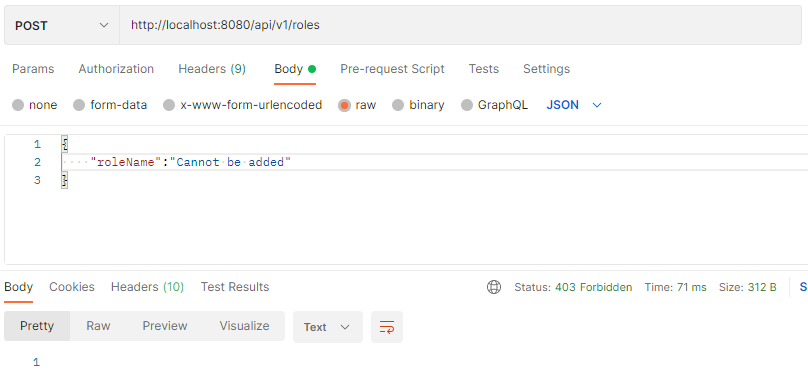 POST http://localhost:8080/api/v1/roles
Params Authorization Headers (9) Body Pre-request Script Tests Settings
none form-data x-www-form-urlencoded raw binary GraphQL JSON
1 {
2 ····"roleName":"Cannot·be·added"
3 }
Body Cookies Headers (10) Test Results Status: 403 Forbidden Time: 71 ms Size: 312 B S
Pretty Raw Preview Visualize Text
1